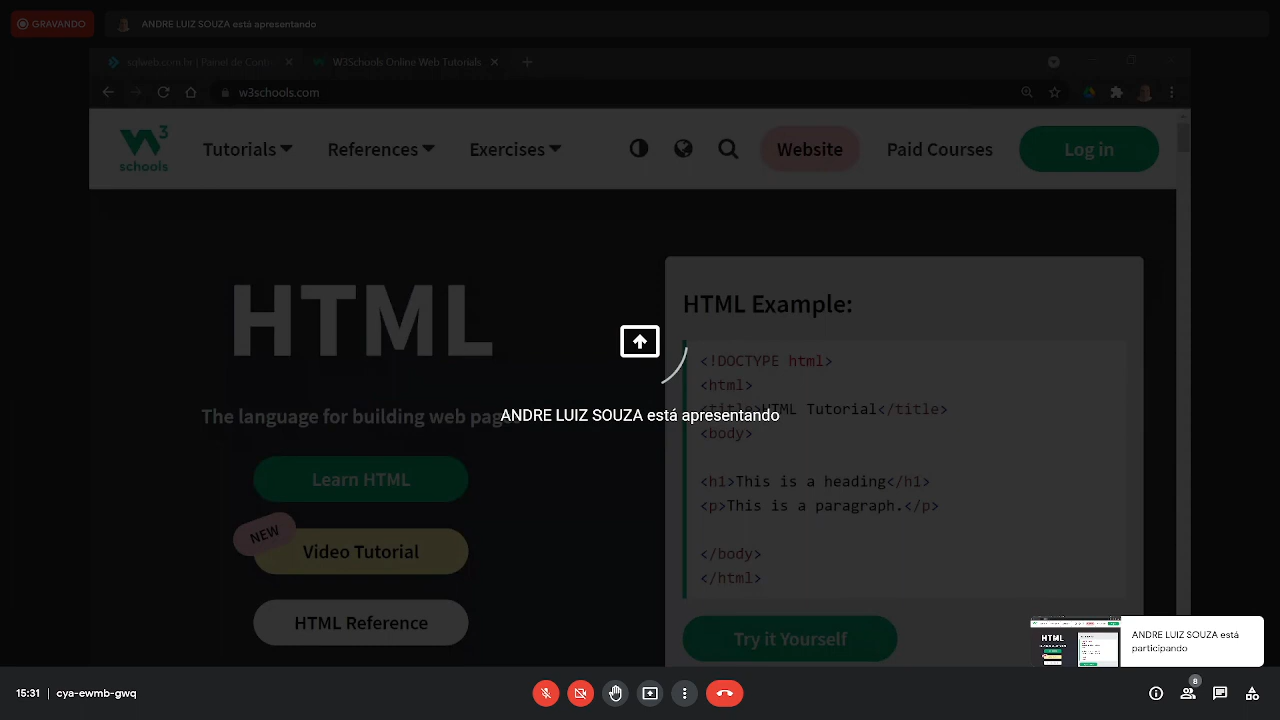 GRAVANDO
ANDRE LUIZ SOUZA está apresentando
W3Schools Online Web Tutorials
w3schools.com
W3 schools
Tutorials
References
Exercises
Website
Paid Courses
Log in
HTML
The language for building web pag
Learn HTML
NEW
Video Tutorial
HTML Reference
HTML Example:
<!DOCTYPE html>
<html>
<title>HTML Tutorial</title>
<body>
<h1>This is a heading</h1>
<p>This is a paragraph.</p>
</body>
</html>
Try it Yourself
ANDRE LUIZ SOUZA está apresentando
ANDRE LUIZ SOUZA está
participando
15:31 | cya-ewmb-gwq
8